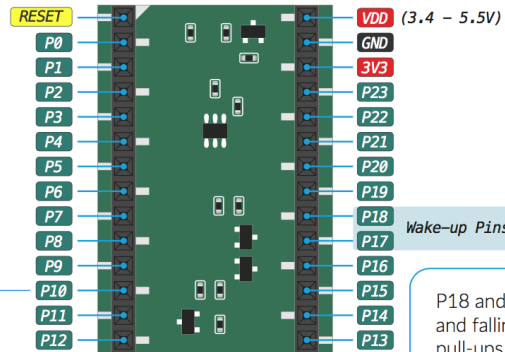 RESET
P0
P1
P2
P3
P4
P5
P6
P7
P8
P9
P10
P11
P12
VDD (3.4 – 5.5V)
GND
3V3
P23
P22
P21
P20
P19
P18
Wake-up Pins
P17
P16
P15
P14
P13
P18 and
and fallin
pull-ups